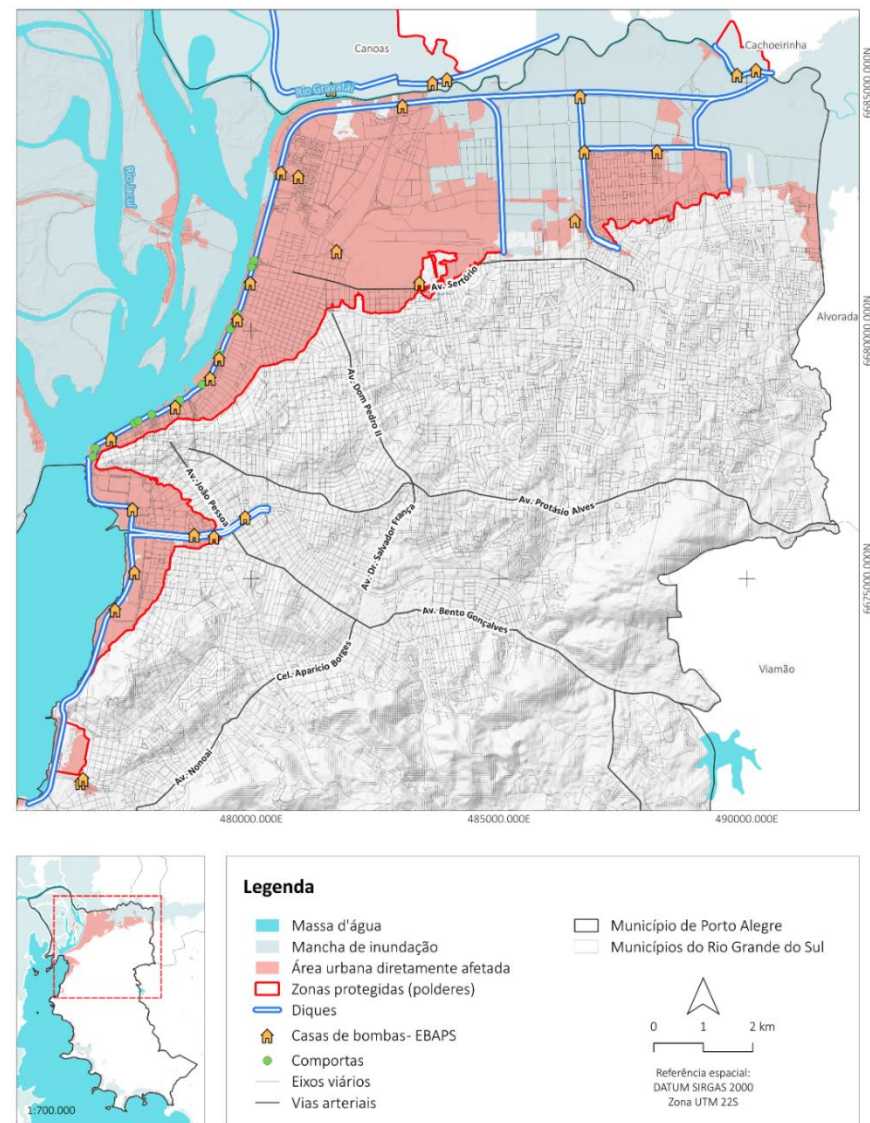 Canoas
Cachoeirinha
Rio Gravataí
6685000.000N
Rio Jacuí
Av. Sertório
Alvorada
6680000.000N
Av. Dom Pedro II
Av. João Pessoa
Av. Protásio Alves
Av. Dr. Salvador França
6675000.000N
Av. Bento Gonçalves
Cel. Aparicio Borges
Viamão
Av. Nonoai
480000.000E
485000.000E
490000.000E
1:700.000
Legenda
Massa d'água
Mancha de inundação
Área urbana diretamente afetada
Zonas protegidas (polderes)
Diques
Casas de bombas- EBAPS
Comportas
Eixos viários
Vias arteriais
Município de Porto Alegre
Municípios do Rio Grande do Sul
0 1 2 km
Referência espacial:
DATUM SIRGAS 2000
Zona UTM 22S